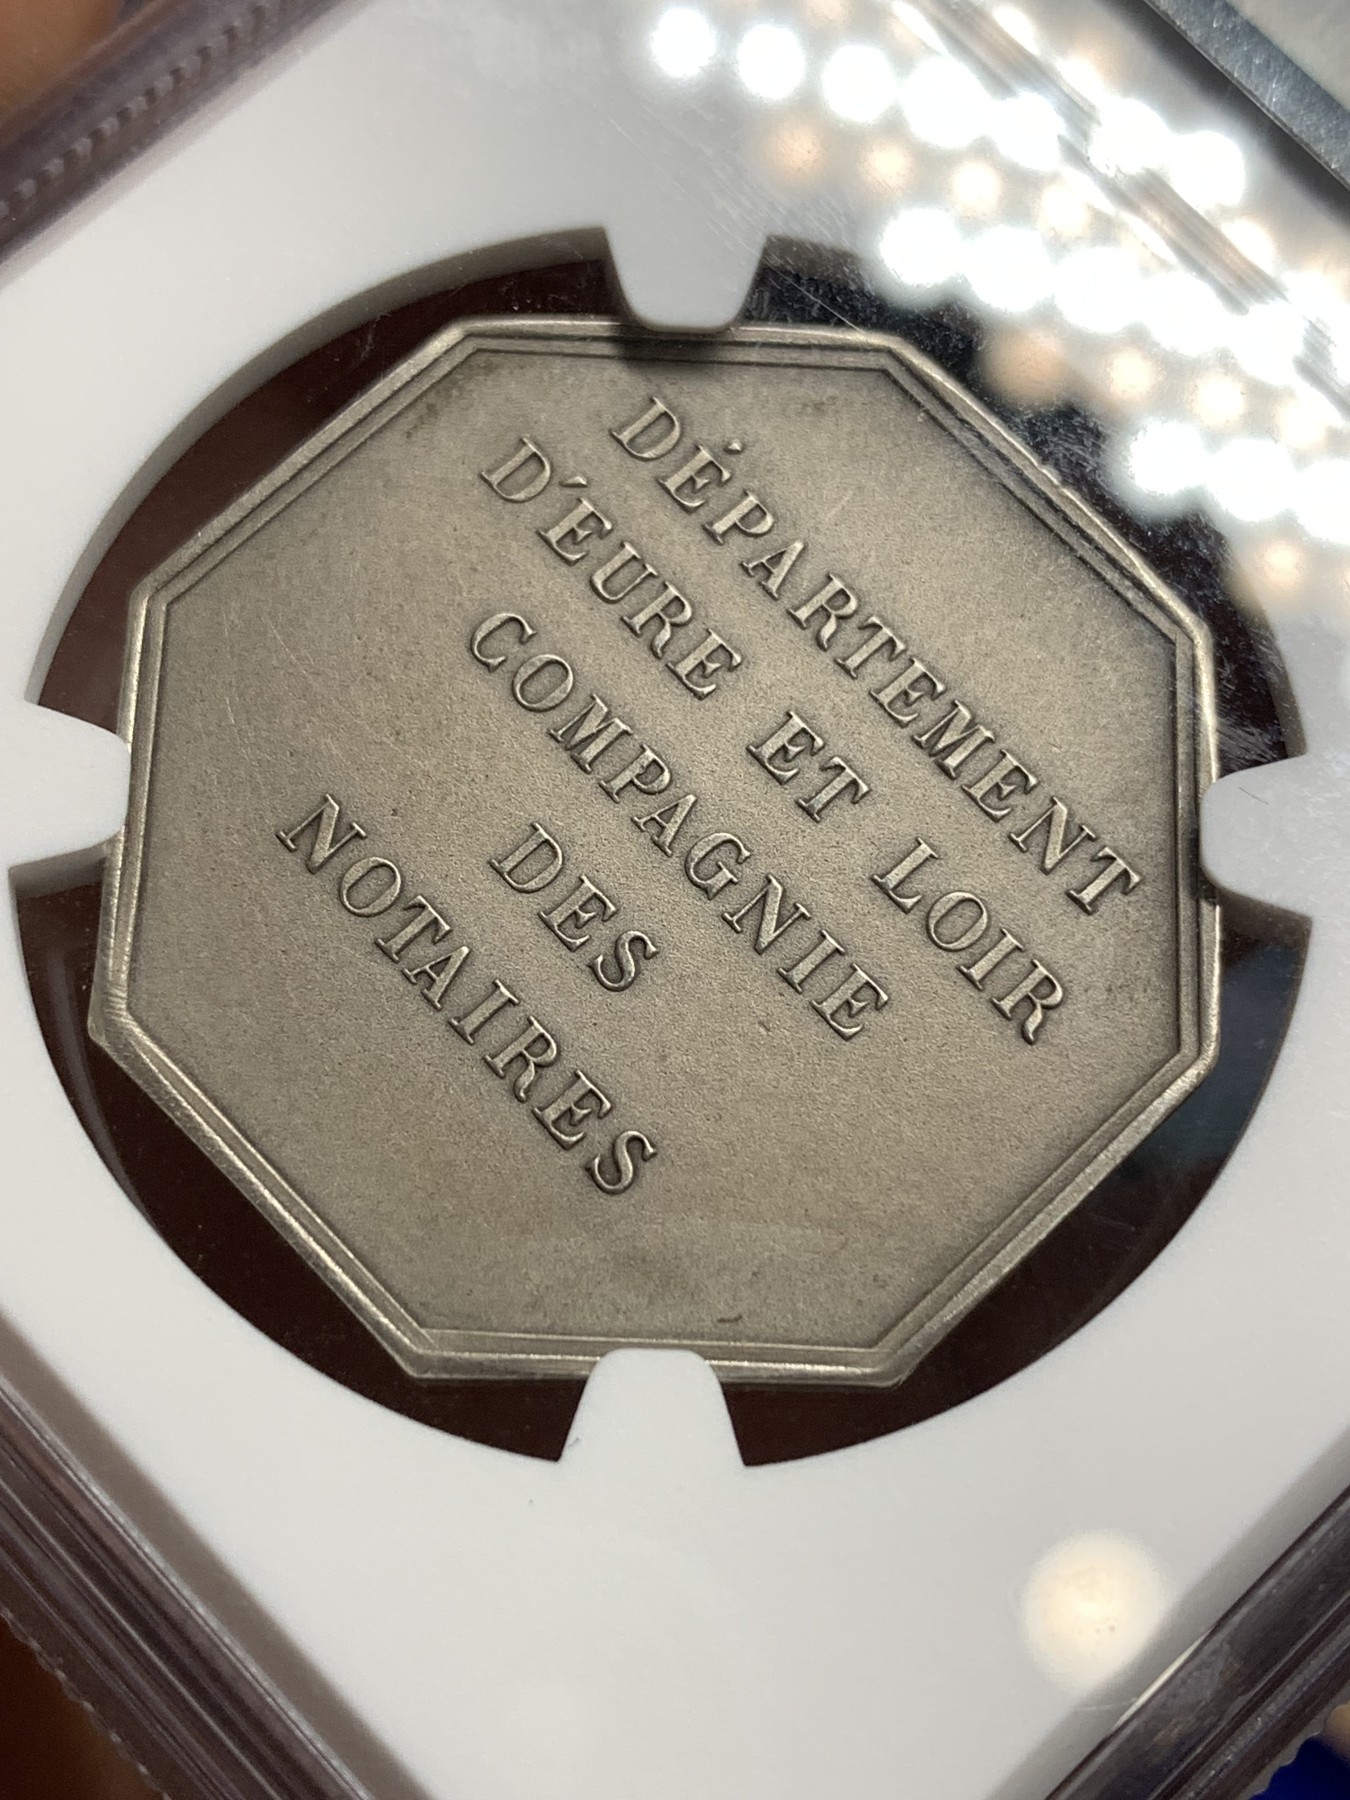 DÉPARTEMENT
D'EURE ET LOIR
COMPAGNIE
DES
NOTAIRES